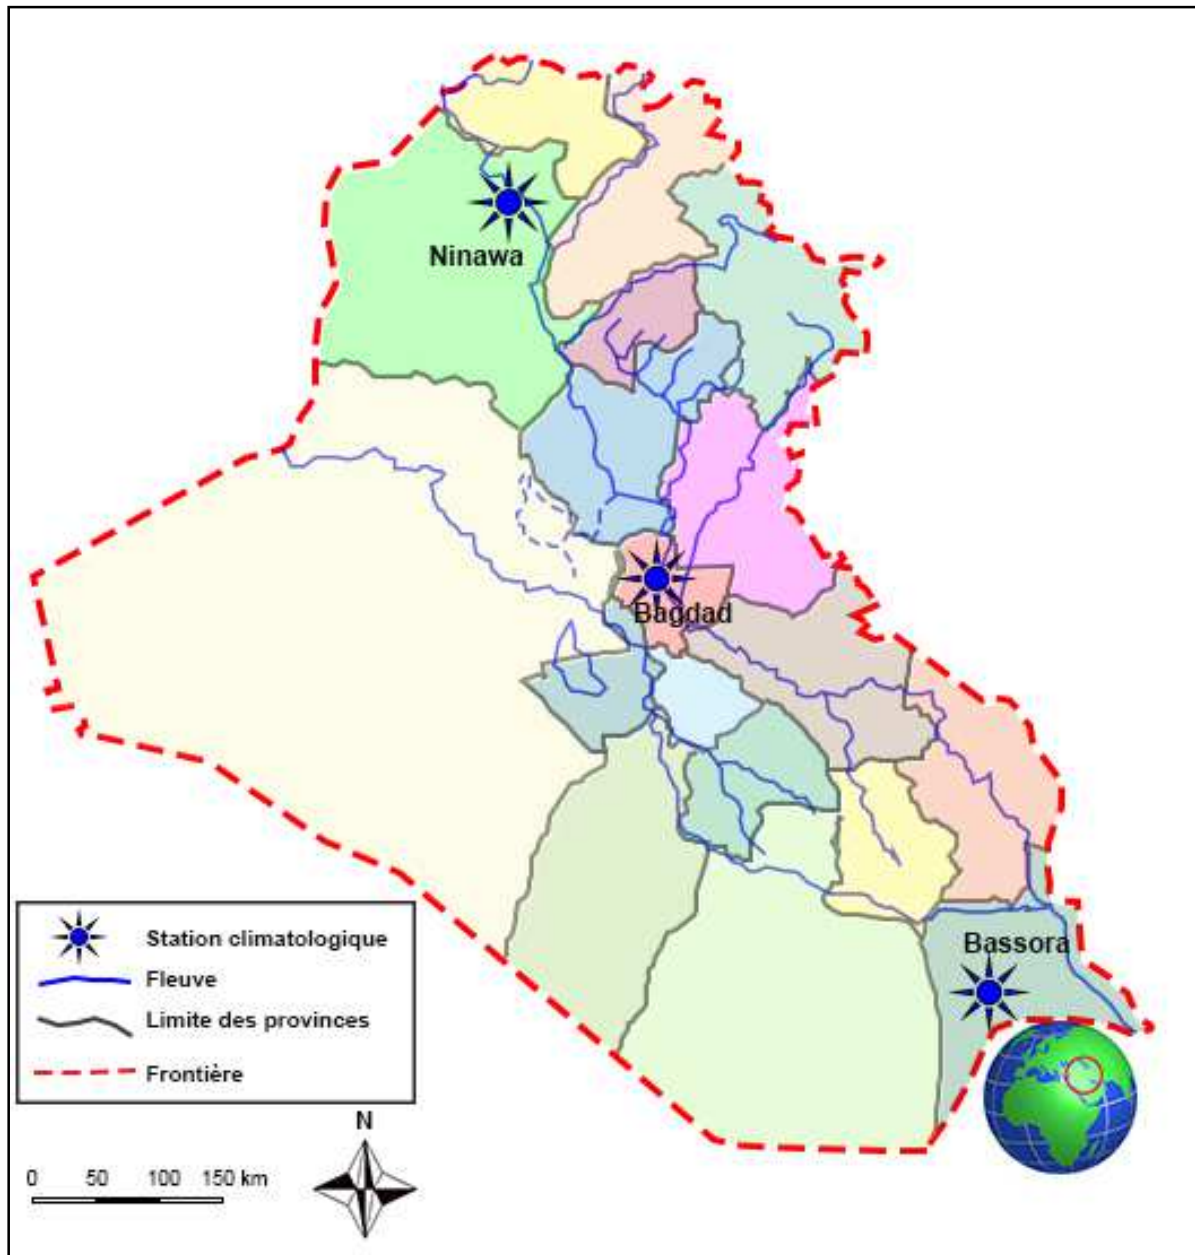 Ninawa
Bagdad
Bassora
Station climatologique
Fleuve
Limite des provinces
Frontière
N
0 50 100 150 km